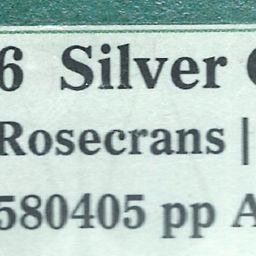 6 Silver
Rosecrans |
580405 pp A